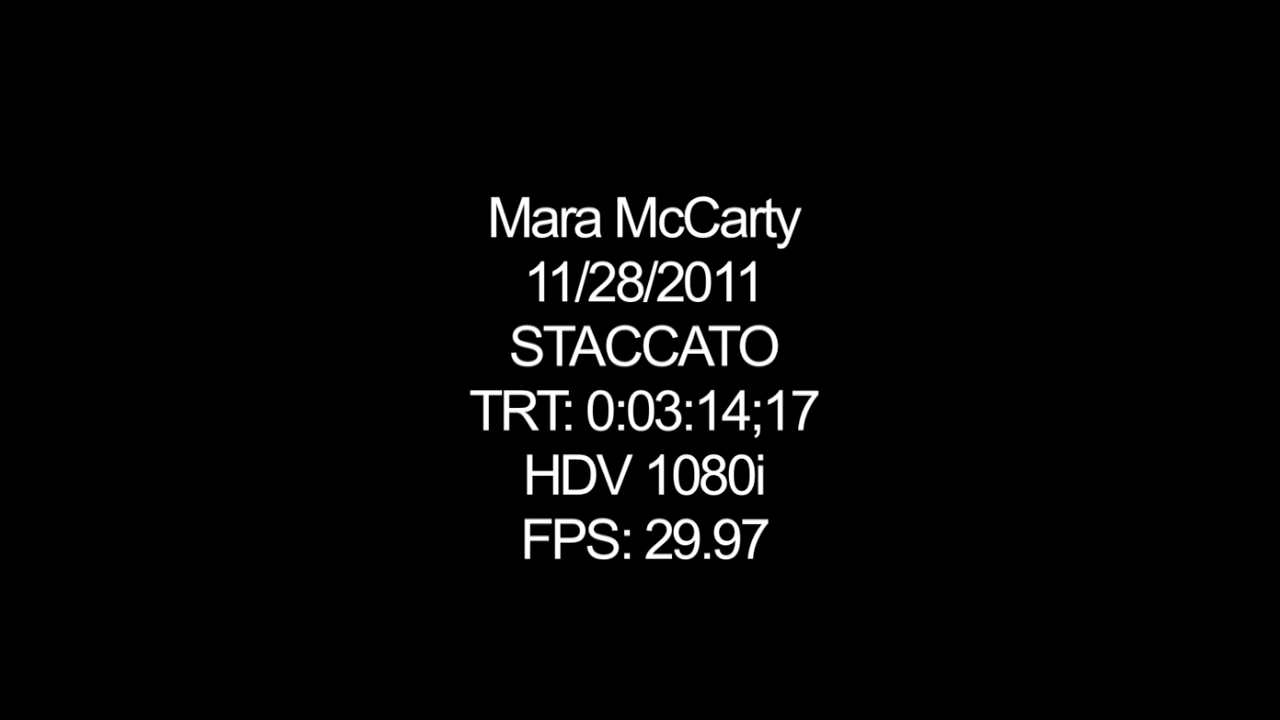 Mara McCarty
11/28/2011
STACCATO
TRT: 0:03:14;17
HDV 1080i
FPS: 29.97